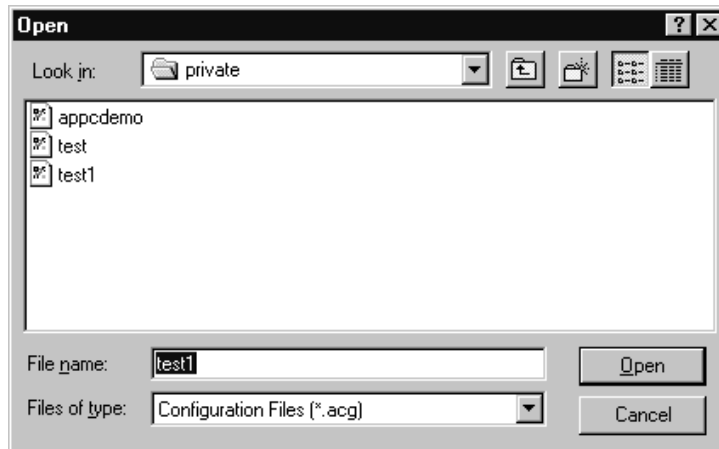 Open
Look in: private
appcdemo
test
test1
File name: test1 Open
Files of type: Configuration Files (*.acg) Cancel